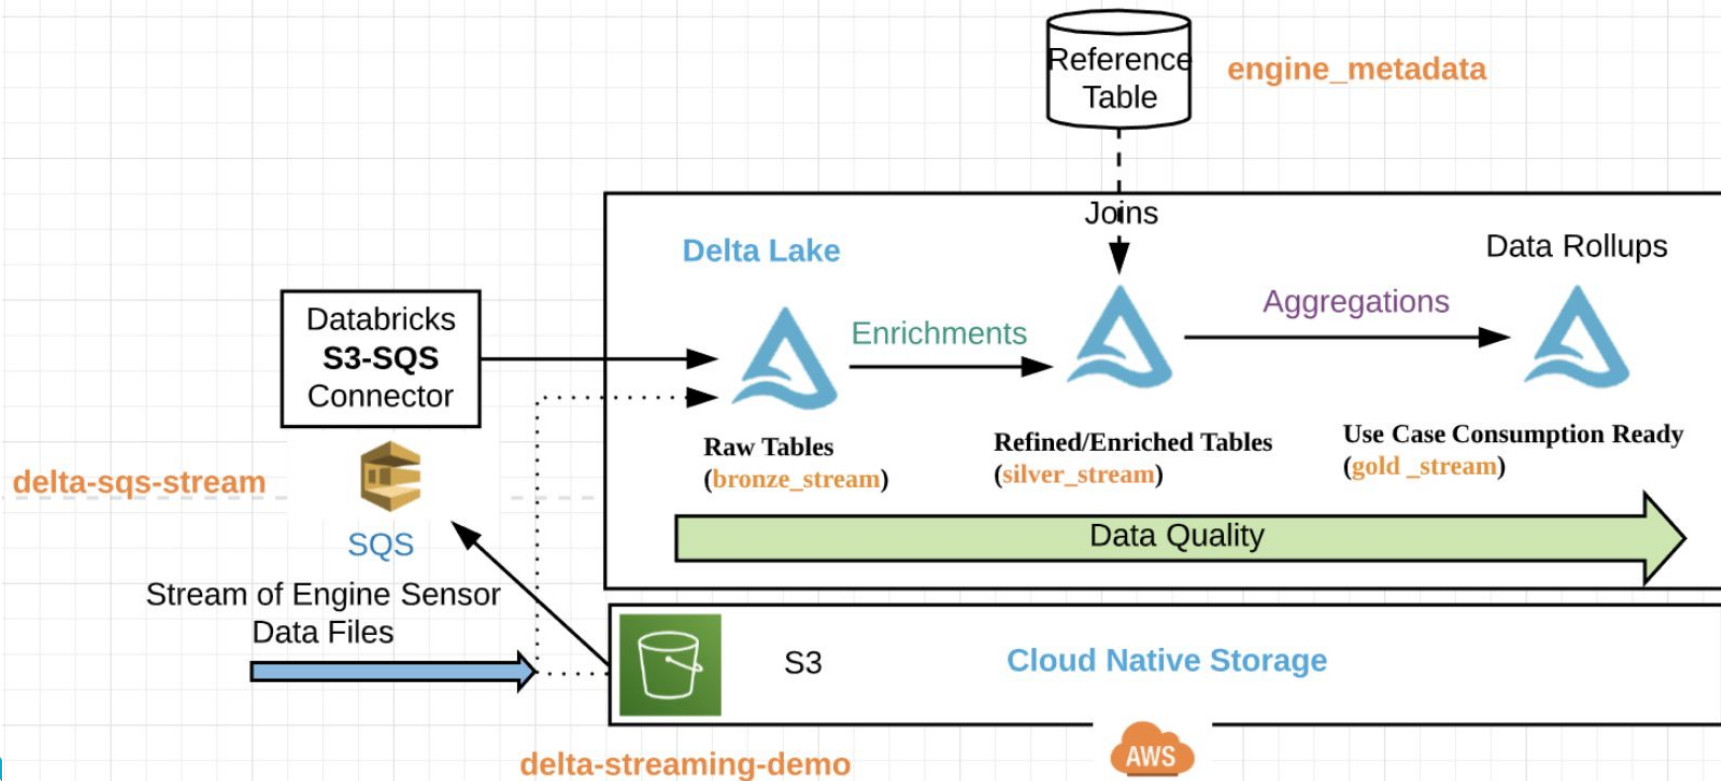 Reference
Table
engine_metadata
Joins
Delta Lake
Data Rollups
Aggregations
Enrichments
Databricks
S3-SQS
Connector
Raw Tables
(bronze_stream)
Refined/Enriched Tables
(silver_stream)
Use Case Consumption Ready
(gold _stream)
delta-sqs-stream
SQS
Data Quality
Stream of Engine Sensor
Data Files
S3
Cloud Native Storage
delta-streaming-demo
AWS